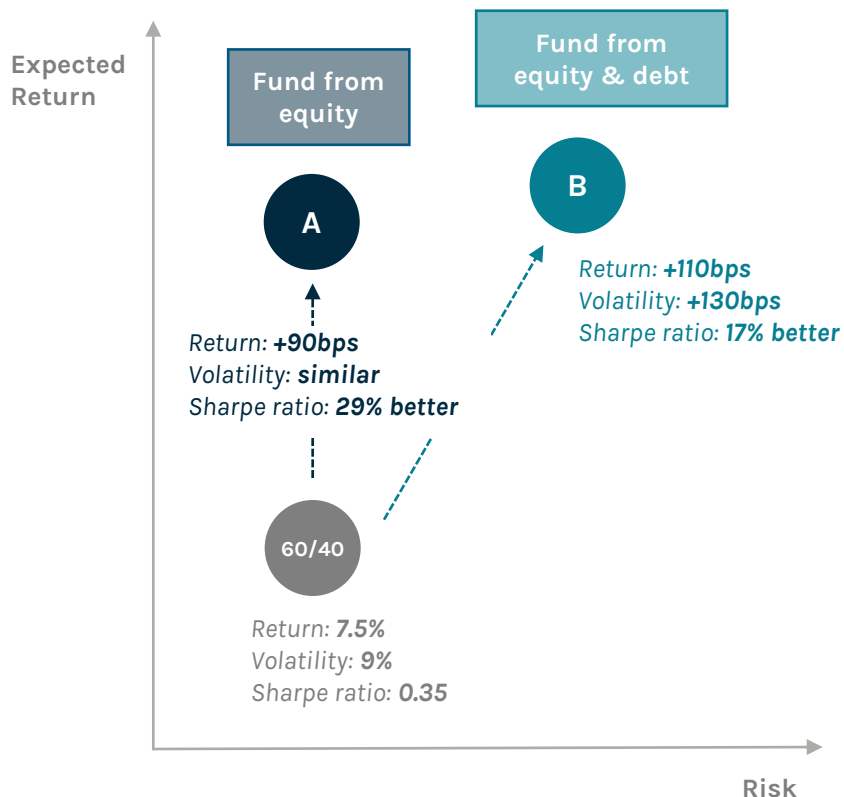 Expected
Return
Fund from
equity
Fund from
equity & debt
A
B
Return: +110bps
Volatility: +130bps
Sharpe ratio: 17% better
Return: +90bps
Volatility: similar
Sharpe ratio: 29% better
60/40
Return: 7.5%
Volatility: 9%
Sharpe ratio: 0.35
Risk